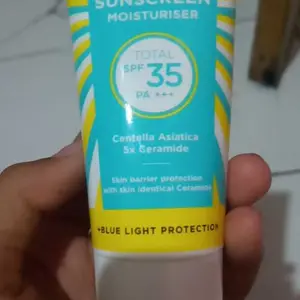 SUNSCREEN
MOISTURISER
TOTAL
SPF 35
PA +++
Centella Asiatica
5x Ceramide
Skin barrier protection
with skin identical Ceramide
+BLUE LIGHT PROTECTION